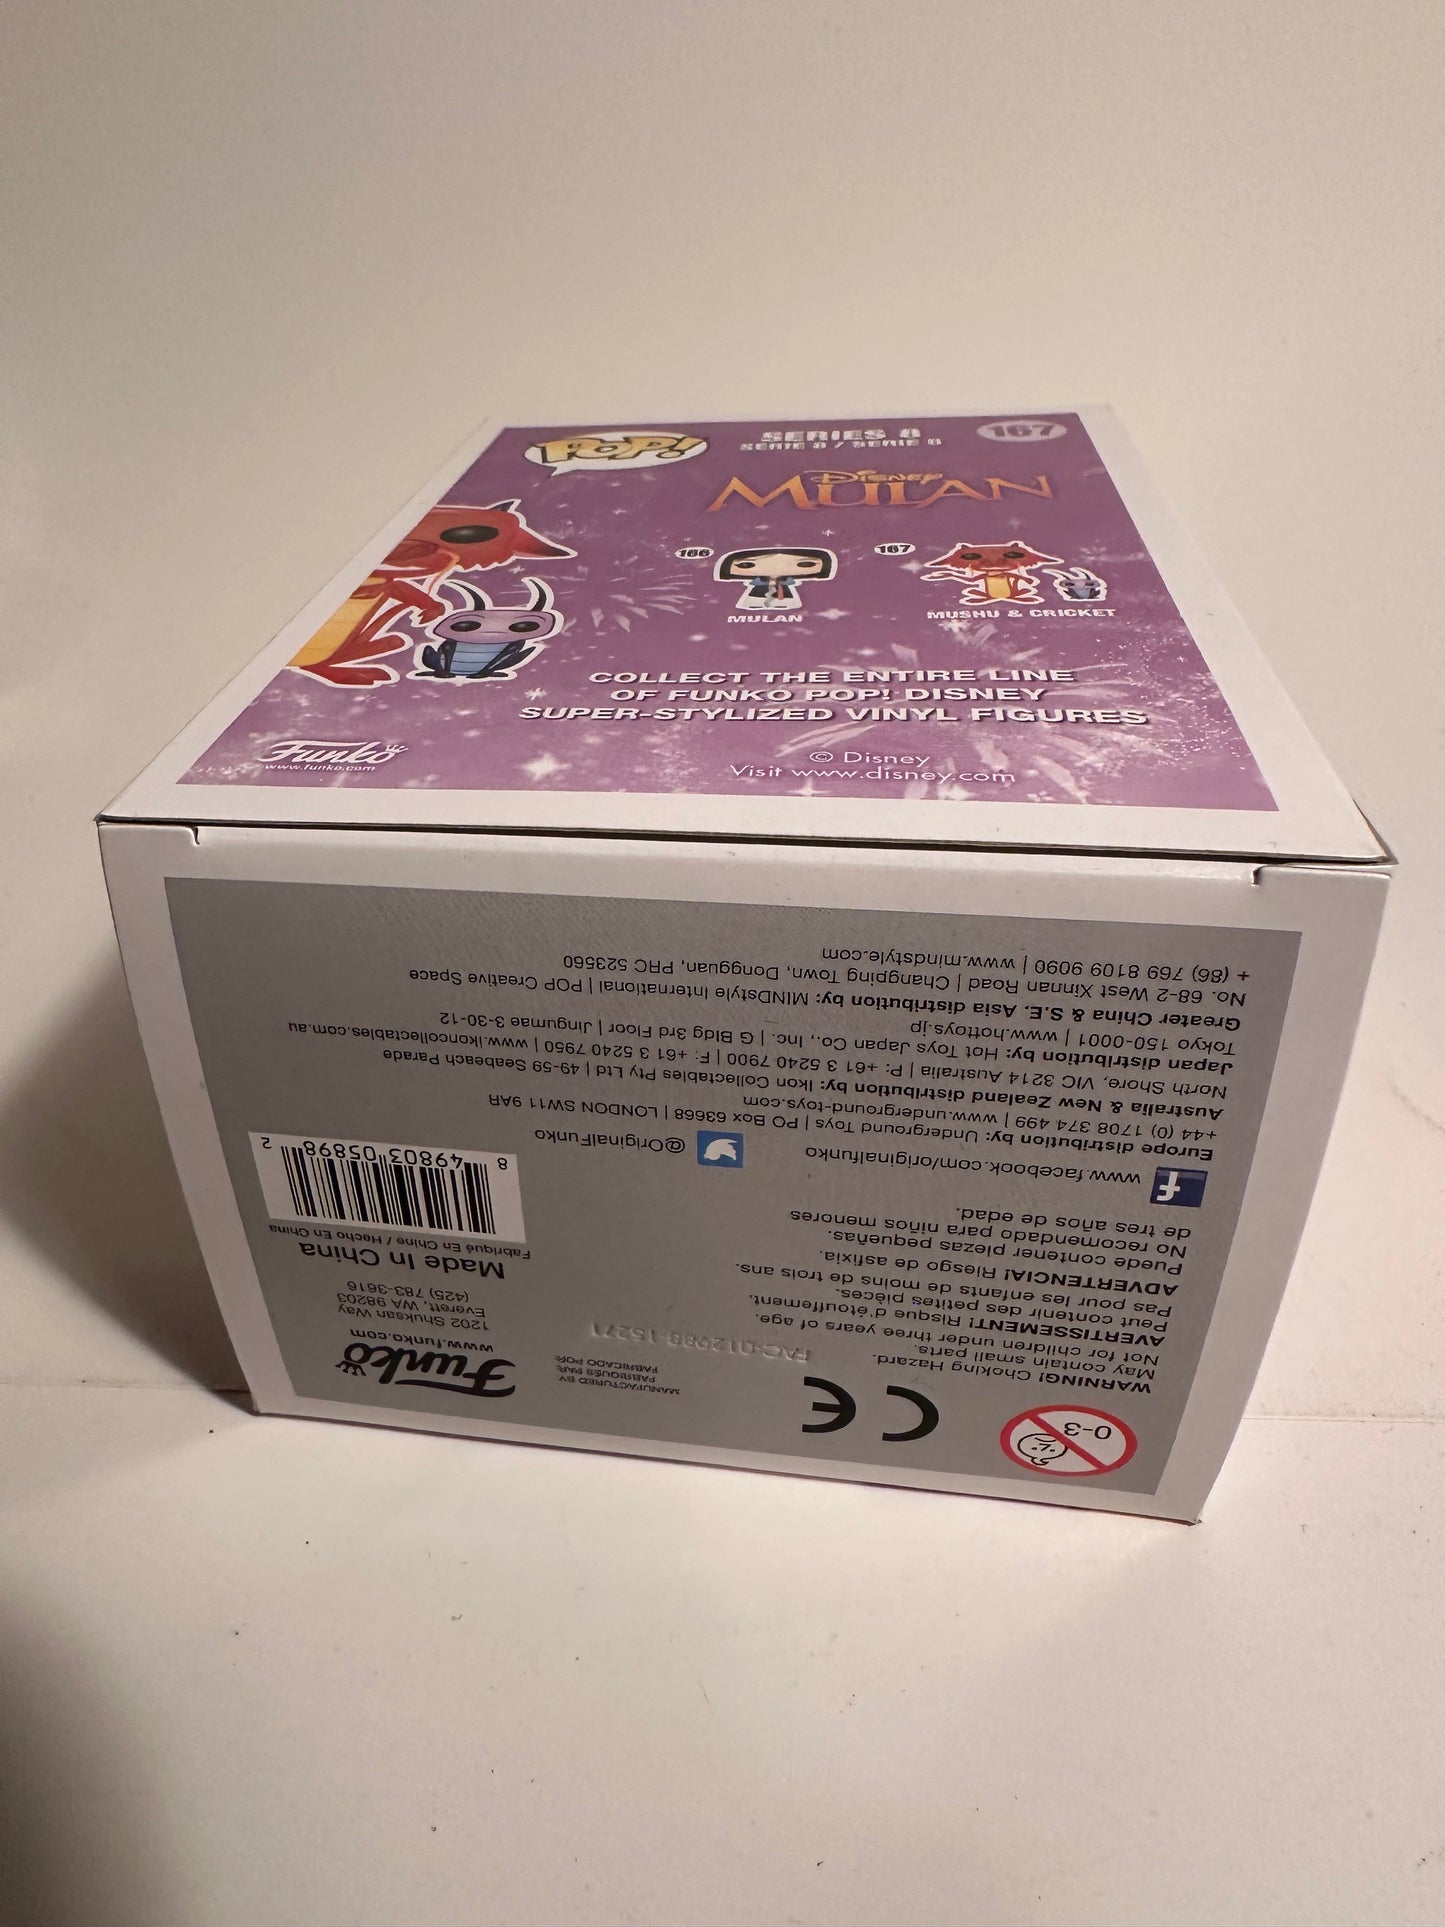 POP!
SERIES 8
SÉRIE 8 / SERIE 8
167
Disney
MULAN
166
167
MULAN
MUSHU & CRICKET
COLLECT THE ENTIRE LINE
OF FUNKO POP! DISNEY
SUPER-STYLIZED VINYL FIGURES
Funko
www.funko.com
© Disney
Visit www.disney.com
0-3
CE
WARNING! Choking Hazard.
May contain small parts.
Not for children under three years of age.
AVERTISSEMENT! Risque d'étouffement.
Peut contenir des petites pièces.
Pas pour les enfants de moins de trois ans.
ADVERTENCIA! Riesgo de asfixia.
Puede contener piezas pequeñas.
No recomendado para niños menores
de tres años de edad.
MANUFACTURED BY:
FABRIQUÉS PAR:
FABRICADO POR:
FAC-012988-15271
Funko
www.funko.com
1202 Shuksan Way
Everett, WA 98203
(425) 783-3616
Made In China
Fabriqué En Chine / Hecho En China
8 49803 05898 2
f
www.facebook.com/originalfunko
@OriginalFunko
Europe distribution by: Underground Toys | PO Box 63668 | LONDON SW11 9AR
+44 (0) 1708 374 499 | www.underground-toys.com
Australia & New Zealand distribution by: Ikon Collectables Pty Ltd | 49-59 Seabeach Parade
North Shore, VIC 3214 Australia | P: +61 3 5240 7900 | F: +61 3 5240 7950 | www.ikoncollectables.com.au
Japan distribution by: Hot Toys Japan Co., Inc. | G Bldg 3rd Floor | Jingumae 3-30-12
Tokyo 150-0001 | www.hottoys.jp
Greater China & S.E. Asia distribution by: MINDstyle International | POP Creative Space
No. 68-2 West Xinnan Road | Changping Town, Dongguan, PRC 523560
+ (86) 769 8109 9090 | www.mindstyle.com